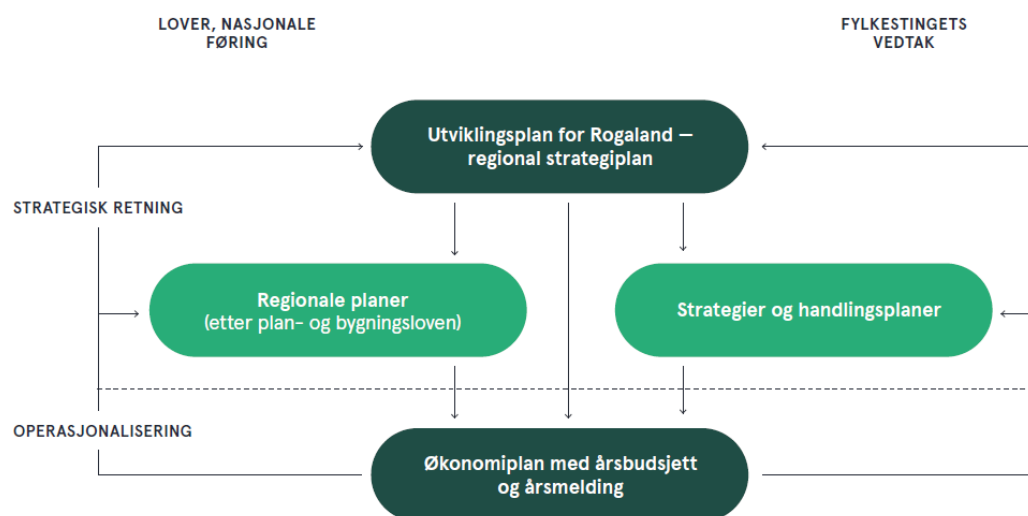 LOVER, NASJONALE
FØRING
FYLKESTINGETS
VEDTAK
Utviklingsplan for Rogaland —
regional strategiplan
STRATEGISK RETNING
Regionale planer
(etter plan- og bygningsloven)
Strategier og handlingsplaner
OPERASJONALISERING
Økonomiplan med årsbudsjett
og årsmelding